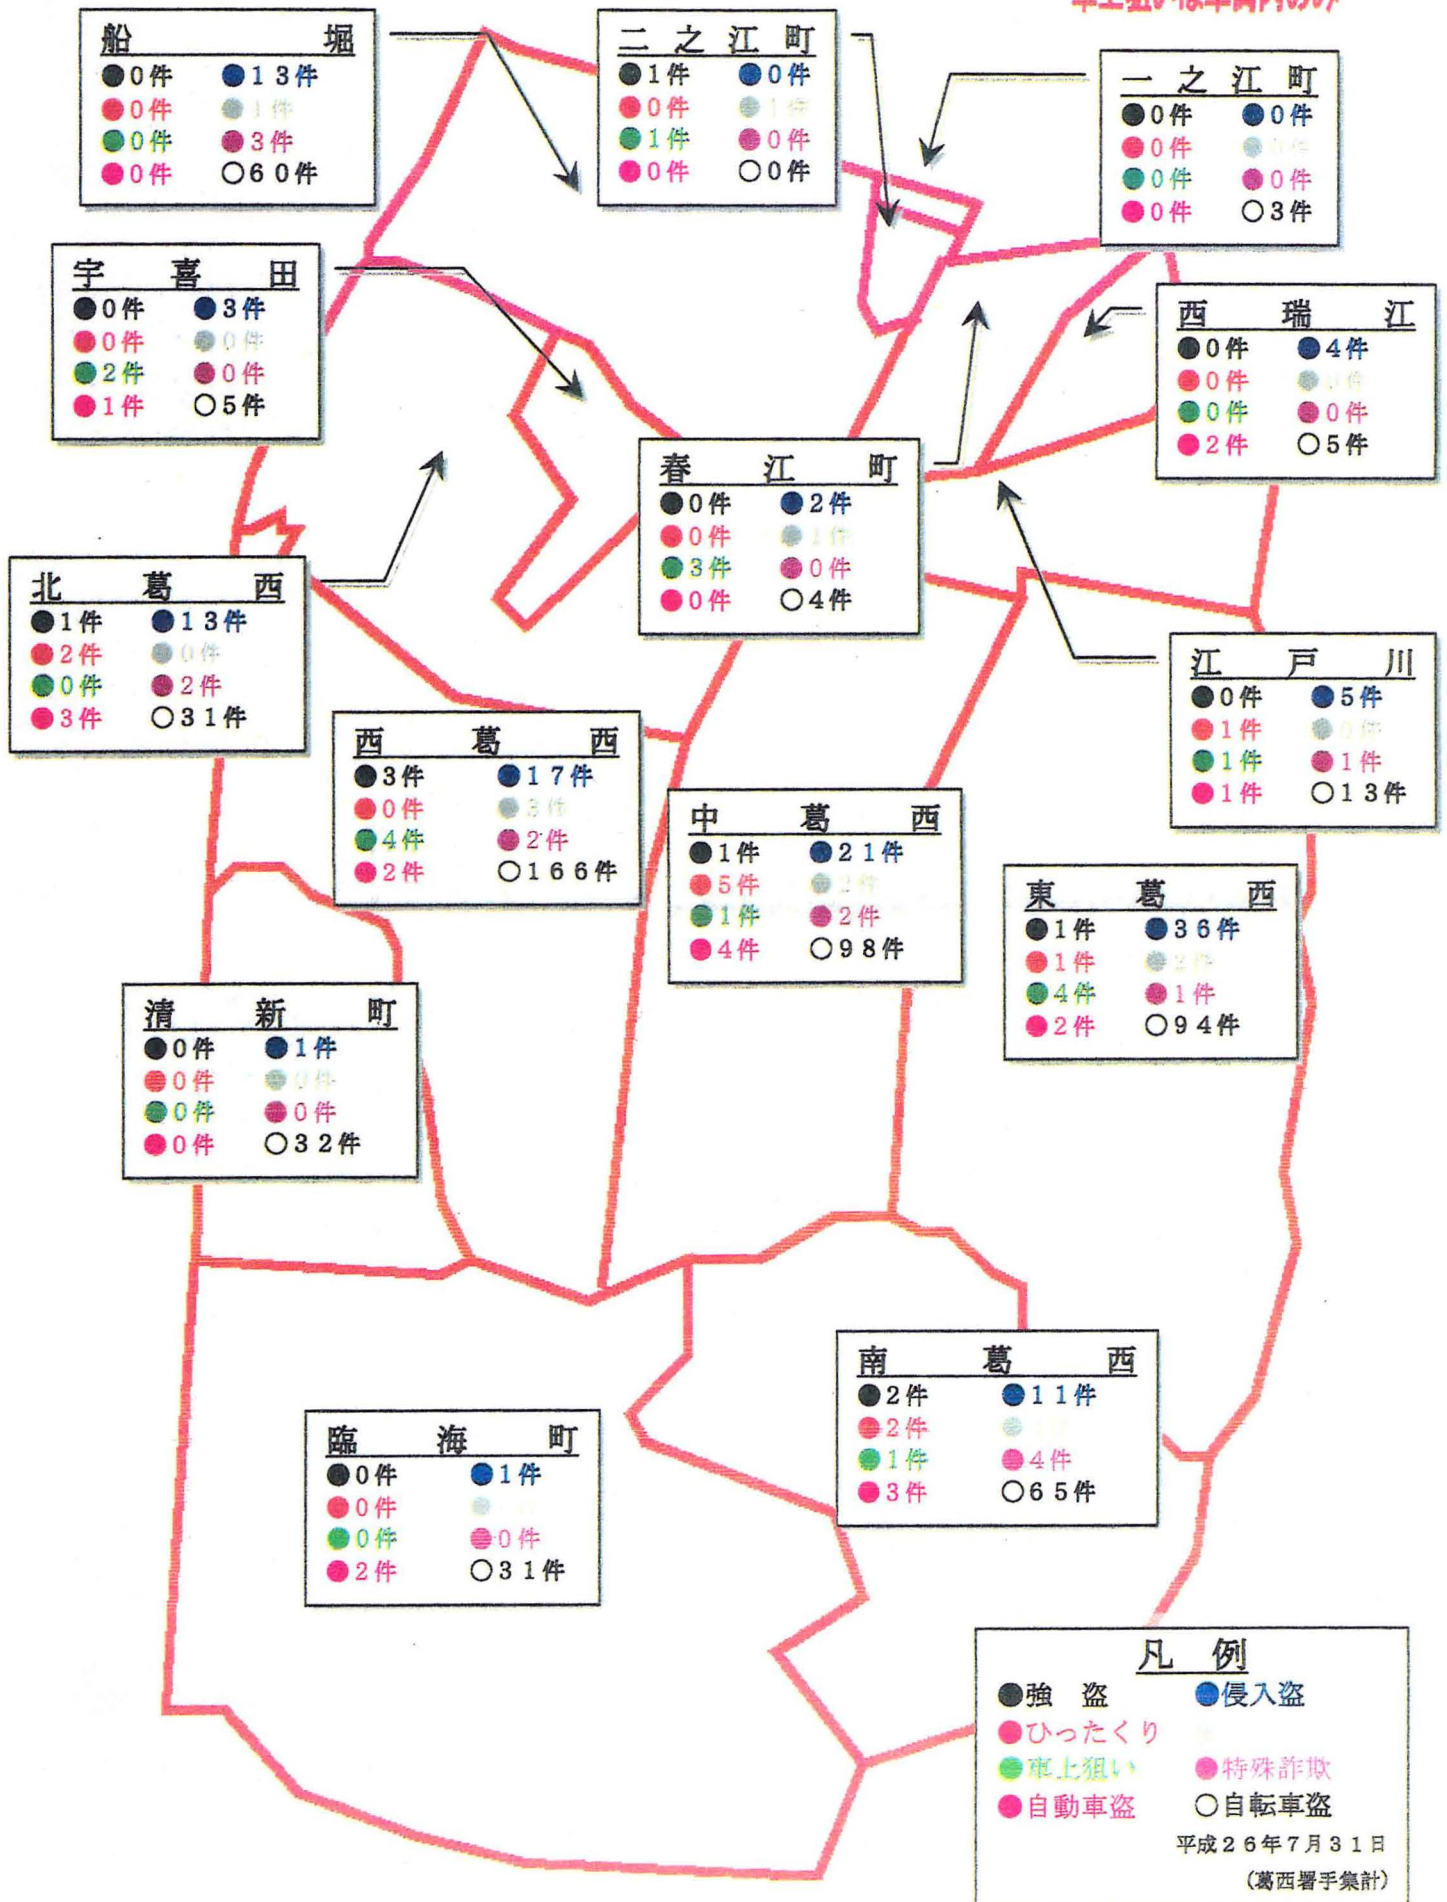 船堀
●0件 ●13件
●0件 ●1件
●0件 ●3件
●0件 ○60件
二之江町
●1件 ●0件
●0件 ●1件
●1件 ●0件
●0件 ○0件
一之江町
●0件 ●0件
●0件 ●0件
●0件 ●0件
●0件 ○3件
宇喜田
●0件 ●3件
●0件 ●0件
●2件 ●0件
●1件 ○5件
西瑞江
●0件 ●4件
●0件 ●0件
●0件 ●0件
●2件 ○5件
春江町
●0件 ●2件
●0件 ●1件
●3件 ●0件
●0件 ○4件
北葛西
●1件 ●13件
●2件 ●0件
●0件 ●2件
●3件 ○31件
江戸川
●0件 ●5件
●1件 ●0件
●1件 ●1件
●1件 ○13件
西葛西
●3件 ●17件
●0件 ●3件
●4件 ●2件
●2件 ○166件
中葛西
●1件 ●21件
●5件 ●2件
●1件 ●2件
●4件 ○98件
東葛西
●1件 ●36件
●1件 ●2件
●4件 ●1件
●2件 ○94件
清新町
●0件 ●1件
●0件 ●0件
●0件 ●0件
●0件 ○32件
南葛西
●2件 ●11件
●2件 ●
●1件 ●4件
●3件 ○65件
臨海町
●0件 ●1件
●0件 ●
●0件 ●0件
●2件 ○31件
凡例
●強盗 ●侵入盗
●ひったくり
●車上狙い ●特殊詐欺
●自動車盗 ○自転車盗
平成26年7月31日
(葛西署手集計)